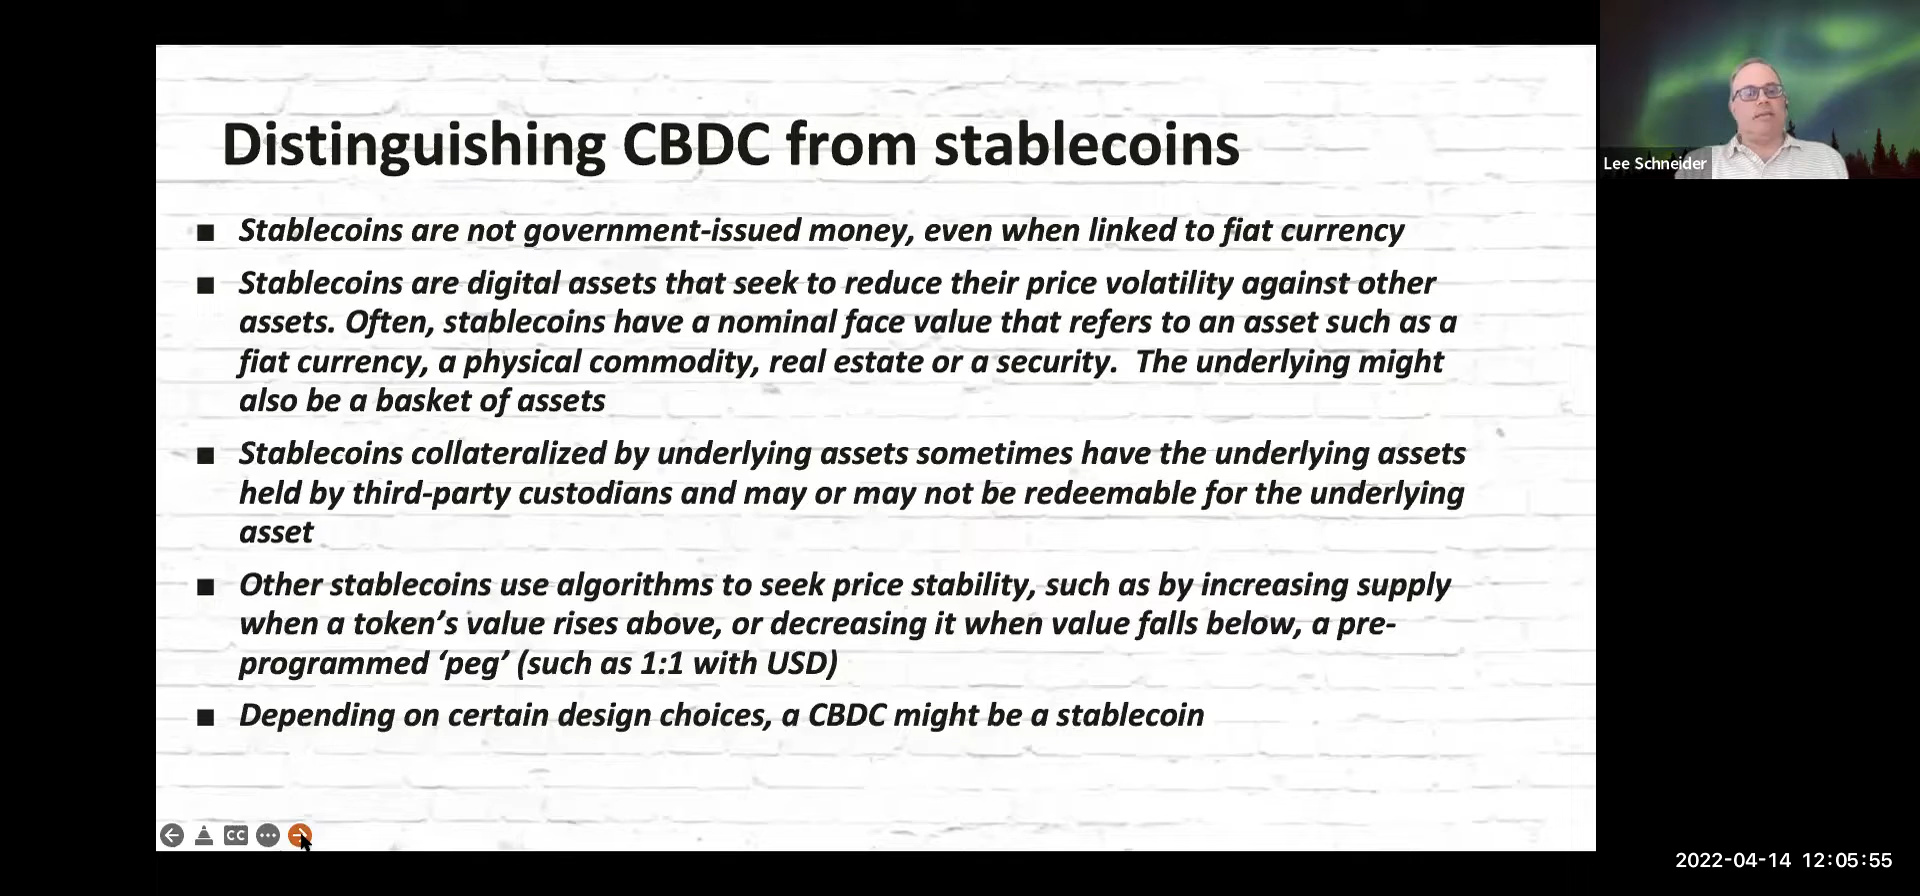 Distinguishing CBDC from stablecoins
■ Stablecoins are not government-issued money, even when linked to fiat currency
■ Stablecoins are digital assets that seek to reduce their price volatility against other
assets. Often, stablecoins have a nominal face value that refers to an asset such as a
fiat currency, a physical commodity, real estate or a security.  The underlying might
also be a basket of assets
■ Stablecoins collateralized by underlying assets sometimes have the underlying assets
held by third-party custodians and may or may not be redeemable for the underlying
asset
■ Other stablecoins use algorithms to seek price stability, such as by increasing supply
when a token’s value rises above, or decreasing it when value falls below, a pre-
programmed ‘peg’ (such as 1:1 with USD)
■ Depending on certain design choices, a CBDC might be a stablecoin
CC
Lee Schneider
2022-04-14 12:05:55